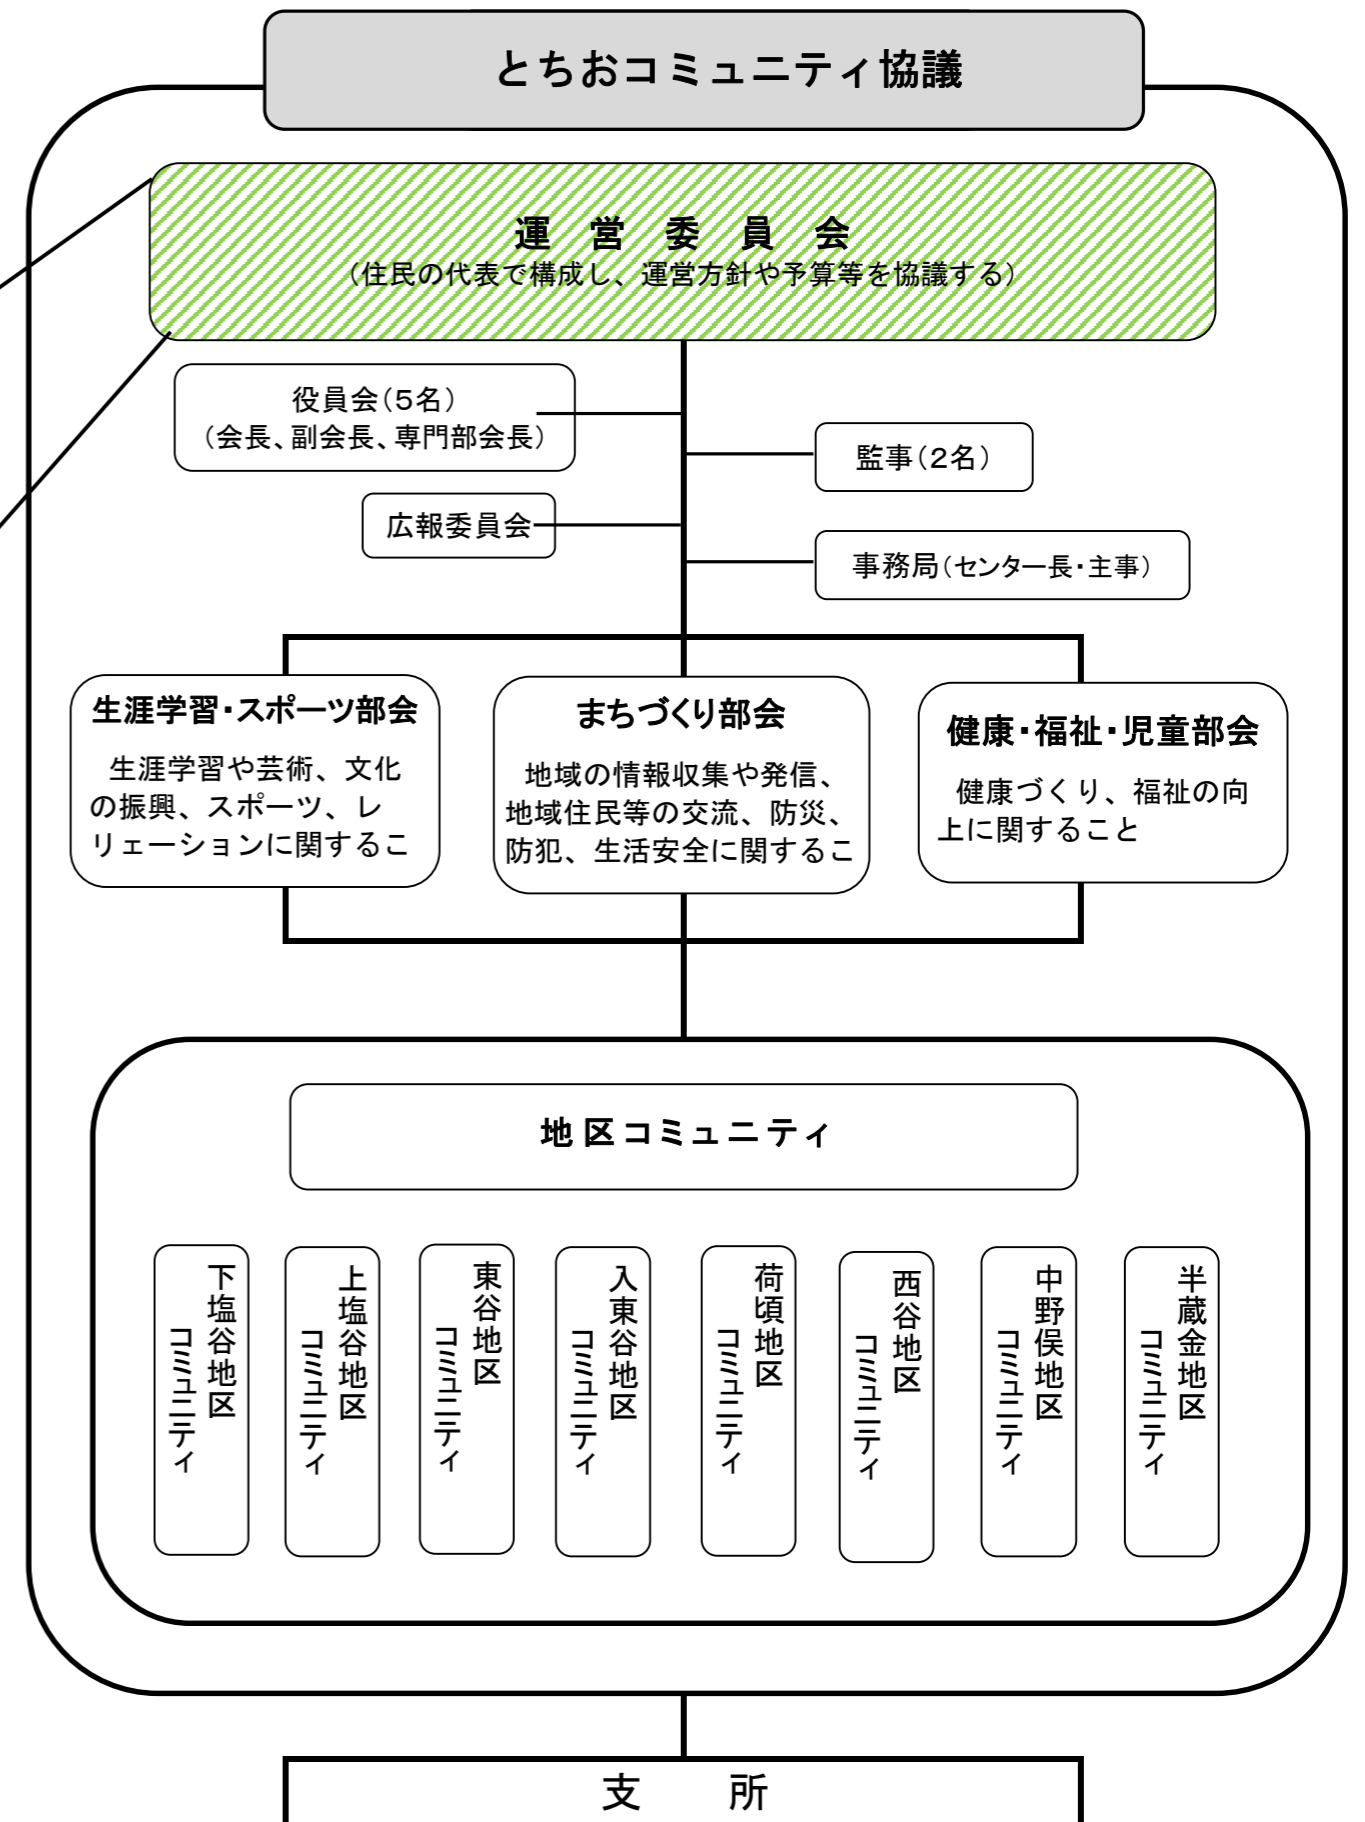 とちおコミュニティ協議
運 営 委 員 会
（住民の代表で構成し、運営方針や予算等を協議する）
役員会（５名）
（会長、副会長、専門部会長）
監事（２名）
広報委員会
事務局（センター長・主事）
生涯学習・スポーツ部会
生涯学習や芸術、文化
の振興、スポーツ、レ
リェーションに関するこ
まちづくり部会
地域の情報収集や発信、
地域住民等の交流、防災、
防犯、生活安全に関するこ
健康・福祉・児童部会
健康づくり、福祉の向
上に関すること
地区コミュニティ
下塩谷地区
コミュニティ
上塩谷地区
コミュニティ
東谷地区
コミュニティ
入東谷地区
コミュニティ
荷頃地区
コミュニティ
西谷地区
コミュニティ
中野俣地区
コミュニティ
半蔵金地区
コミュニティ
支 所